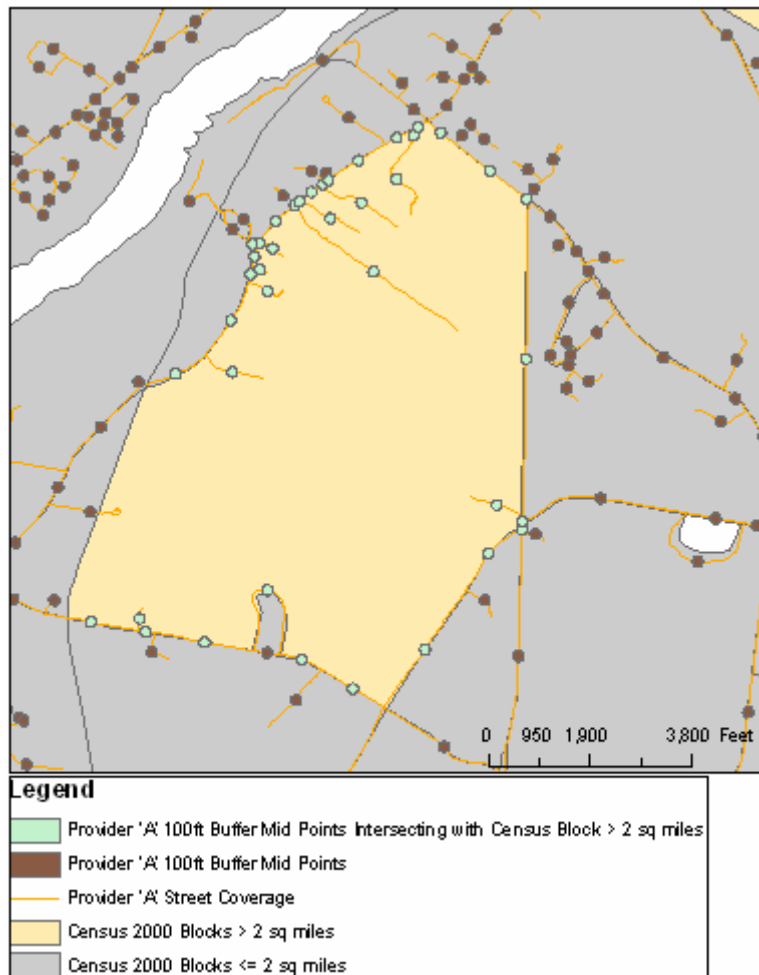 0 950 1,900 3,800 Feet
Legend
Provider 'A' 100ft Buffer Mid Points Intersecting with Census Block > 2 sq miles
Provider 'A' 100ft Buffer Mid Points
Provider 'A' Street Coverage
Census 2000 Blocks > 2 sq miles
Census 2000 Blocks <= 2 sq miles